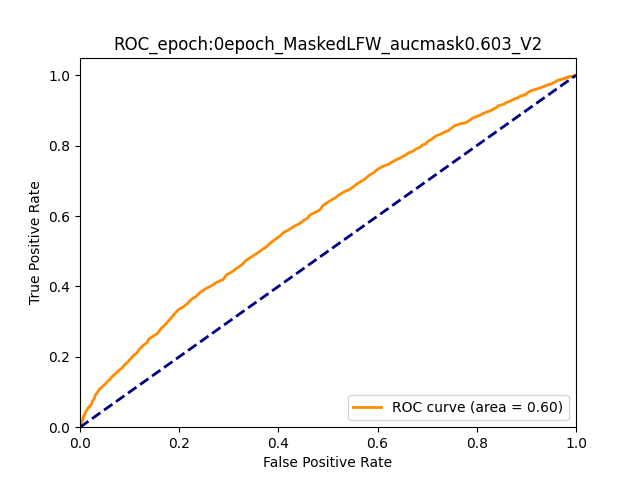 ROC_epoch:0epoch_MaskedLFW_aucmask0.603_V2
1.0
0.8
0.6
0.4
0.2
0.0
True Positive Rate
ROC curve (area = 0.60)
0.0 0.2 0.4 0.6 0.8 1.0
False Positive Rate